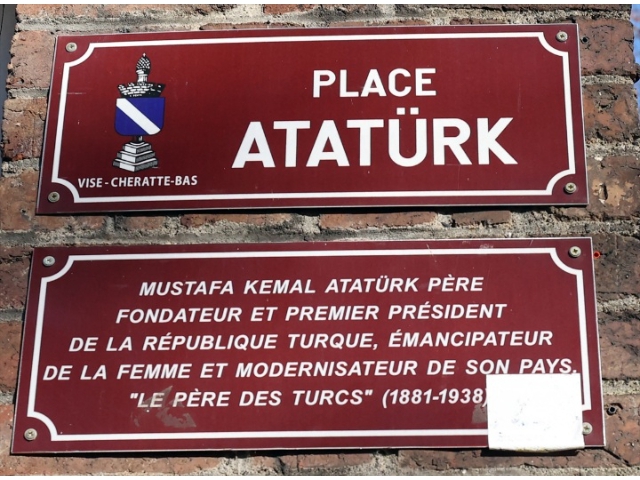 PLACE
ATATÜRK
VISE - CHERATTE-BAS
MUSTAFA KEMAL ATATÜRK PÈRE
FONDATEUR ET PREMIER PRÉSIDENT
DE LA RÉPUBLIQUE TURQUE, ÉMANCIPATEUR
DE LA FEMME ET MODERNISATEUR DE SON PAYS.
"LE PÈRE DES TURCS" (1881-1938)